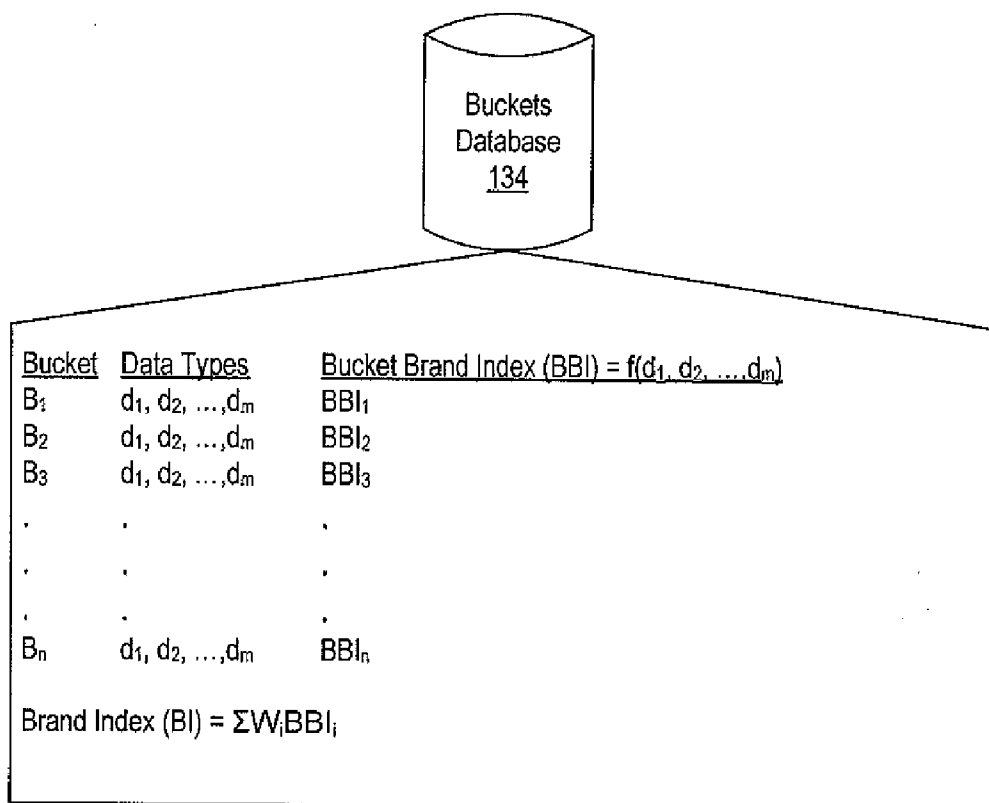 Buckets
Database
134
Bucket Data Types Bucket Brand Index (BBI) = f(d₁, d₂, ...,dₘ)
B₁ d₁, d₂, ...,dₘ BBI₁
B₂ d₁, d₂, ...,dₘ BBI₂
B₃ d₁, d₂, ...,dₘ BBI₃
. . .
. . .
. . .
Bₙ d₁, d₂, ...,dₘ BBIₙ
Brand Index (BI) = ΣWᵢBBIᵢ